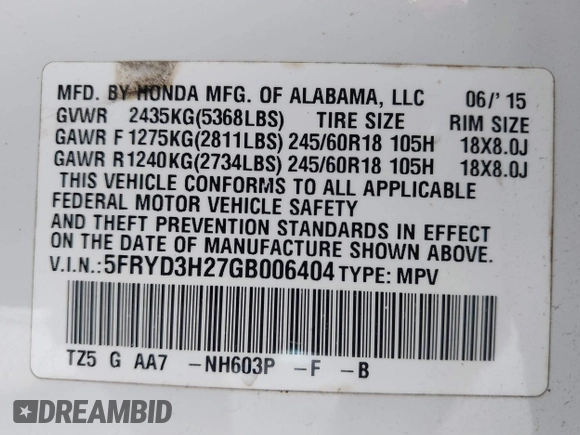 MFD. BY HONDA MFG. OF ALABAMA, LLC 06/'15
GVWR 2435KG(5368LBS) TIRE SIZE RIM SIZE
GAWR F 1275KG(2811LBS) 245/60R18 105H 18X8.0J
GAWR R1240KG(2734LBS) 245/60R18 105H 18X8.0J
THIS VEHICLE CONFORMS TO ALL APPLICABLE
FEDERAL MOTOR VEHICLE SAFETY
AND THEFT PREVENTION STANDARDS IN EFFECT
ON THE DATE OF MANUFACTURE SHOWN ABOVE.
V.I.N.:5FRYD3H27GB006404 TYPE: MPV
TZ5 G AA7 -NH603P -F -B
DREAMBID